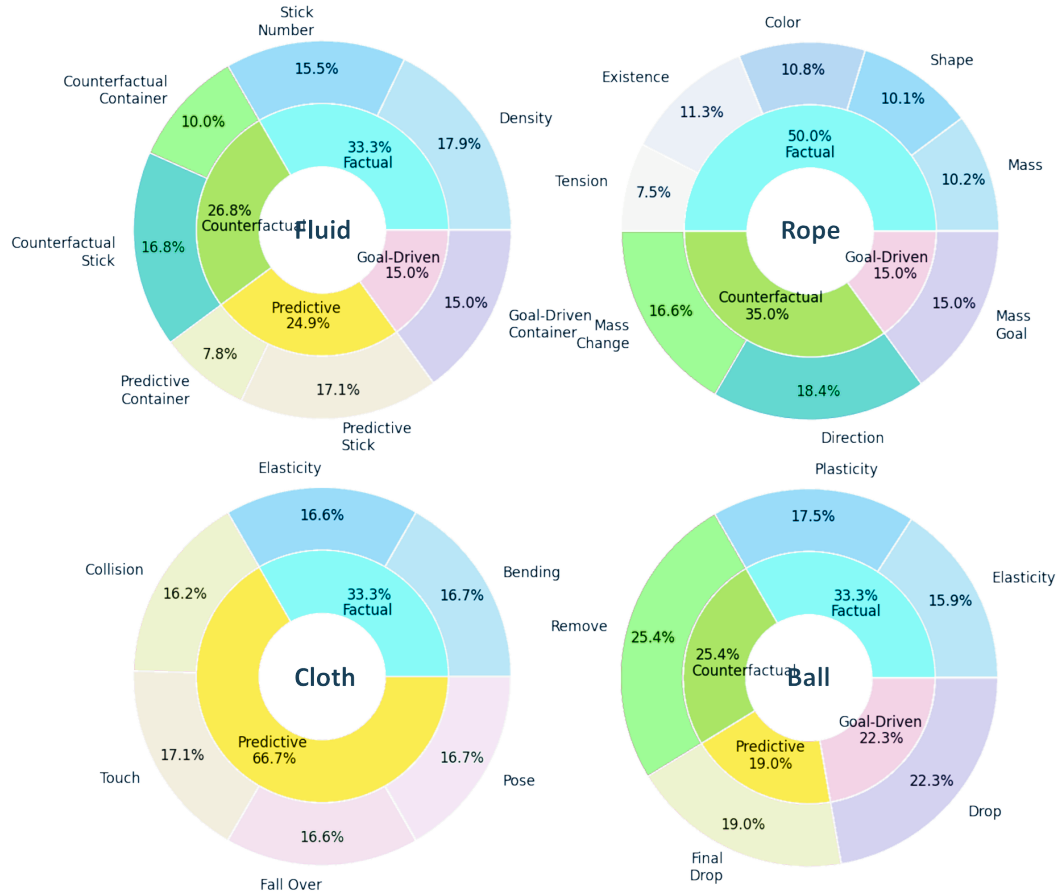 Stick
Number
15.5%
Counterfactual
Container
10.0%
Density
17.9%
33.3%
Factual
26.8%
Counterfactual
Fluid
Counterfactual
Stick
16.8%
Goal-Driven
15.0%
15.0%
Goal-Driven
Container
Predictive
24.9%
7.8%
Predictive
Container
17.1%
Predictive
Stick
Color
10.8%
Existence
11.3%
Shape
10.1%
50.0%
Factual
Tension
7.5%
Mass
10.2%
Rope
Goal-Driven
15.0%
15.0%
Mass
Goal
Mass
Change
16.6%
Counterfactual
35.0%
18.4%
Direction
Elasticity
16.6%
Collision
16.2%
Bending
16.7%
33.3%
Factual
Cloth
Predictive
66.7%
Touch
17.1%
16.7%
Pose
16.6%
Fall Over
Plasticity
17.5%
Elasticity
15.9%
33.3%
Factual
Remove
25.4%
25.4%
Counterfactual
Ball
Goal-Driven
22.3%
Predictive
19.0%
22.3%
Drop
19.0%
Final
Drop